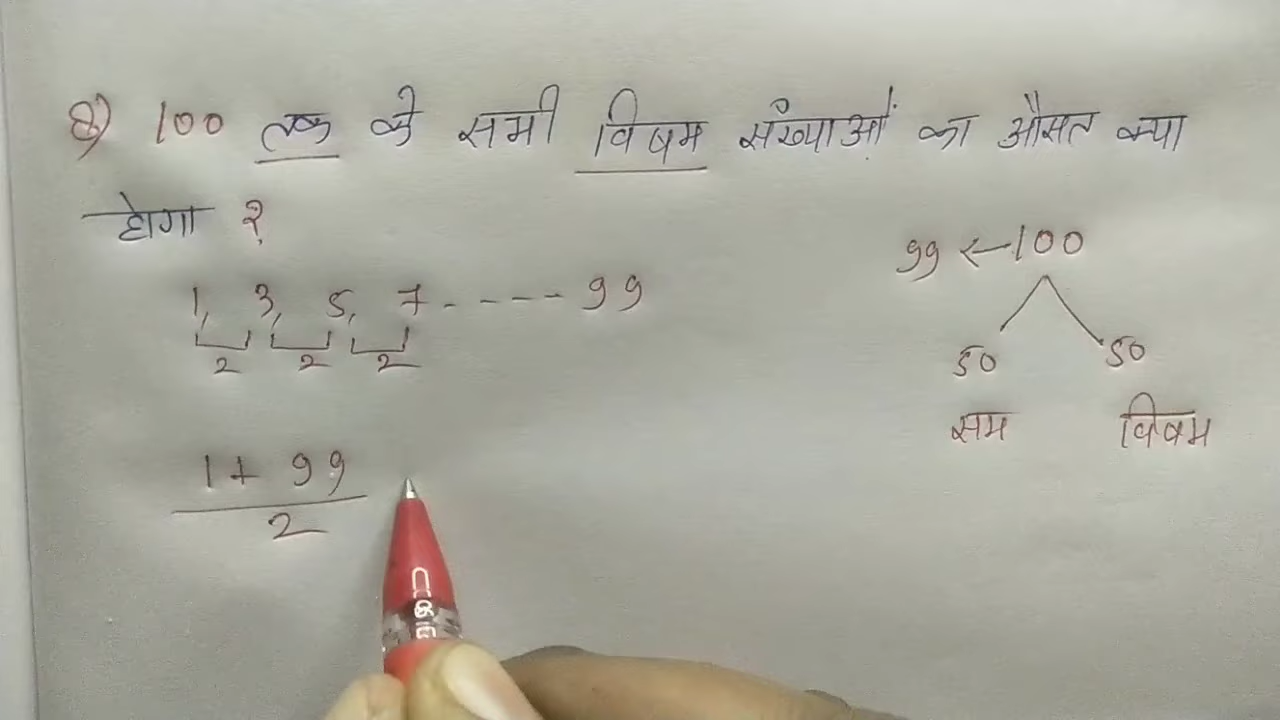 Q) 100 तक के सभी विषम संख्याओं का औसत क्या
होगा ?
99 ← 100
1, 3, 5, 7 - - - - 99
2 2 2
50 50
सम विषम
1 + 99
2